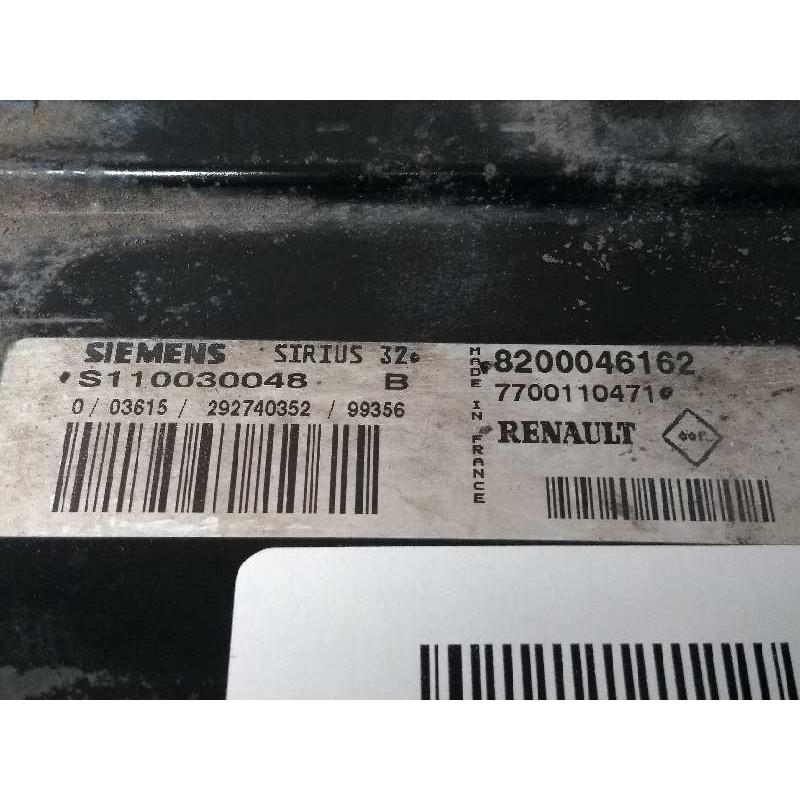 SIEMENS SIRIUS 32
S110030048 B
0/ 03615 / 292740352 / 99356
MADE IN FRANCE
8200046162
7700110471
RENAULT